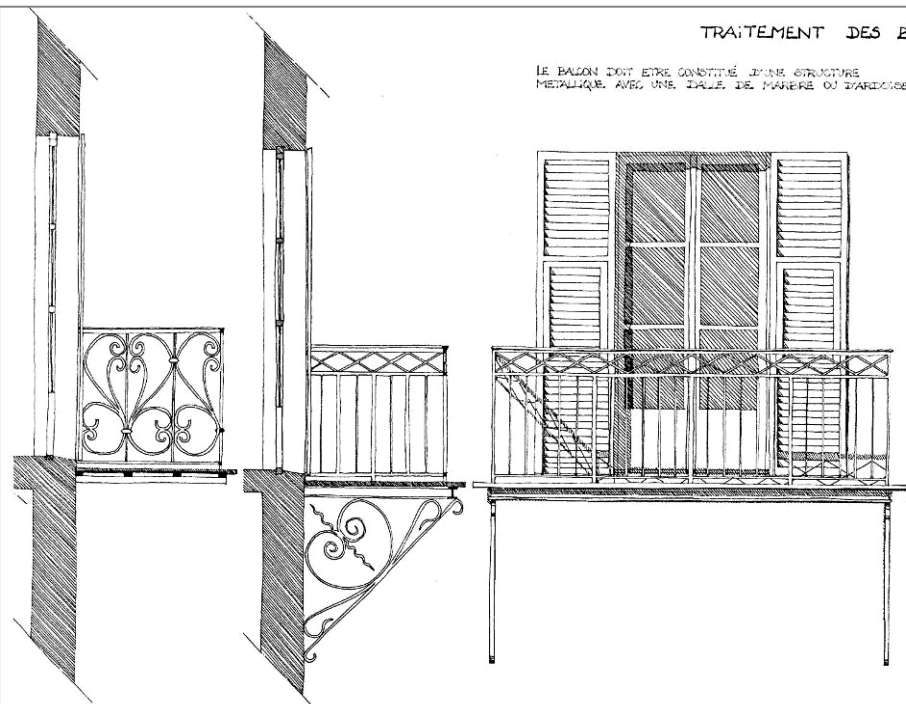 TRAITEMENT DES B
LE BALCON DOIT ETRE CONSTITUÉ D'UNE STRUCTURE
METALLIQUE AVEC UNE DALLE DE MARBRE OU D'ARDOISE